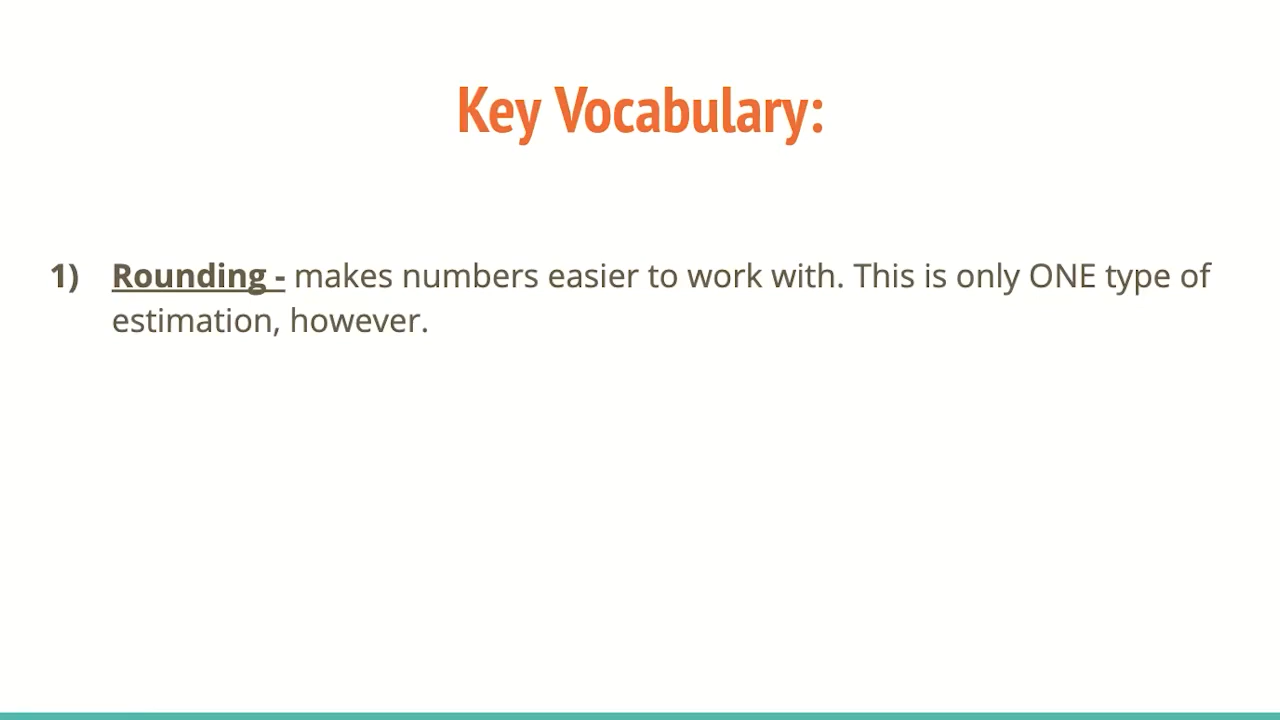 Key Vocabulary:
1) Rounding - makes numbers easier to work with. This is only ONE type of
estimation, however.